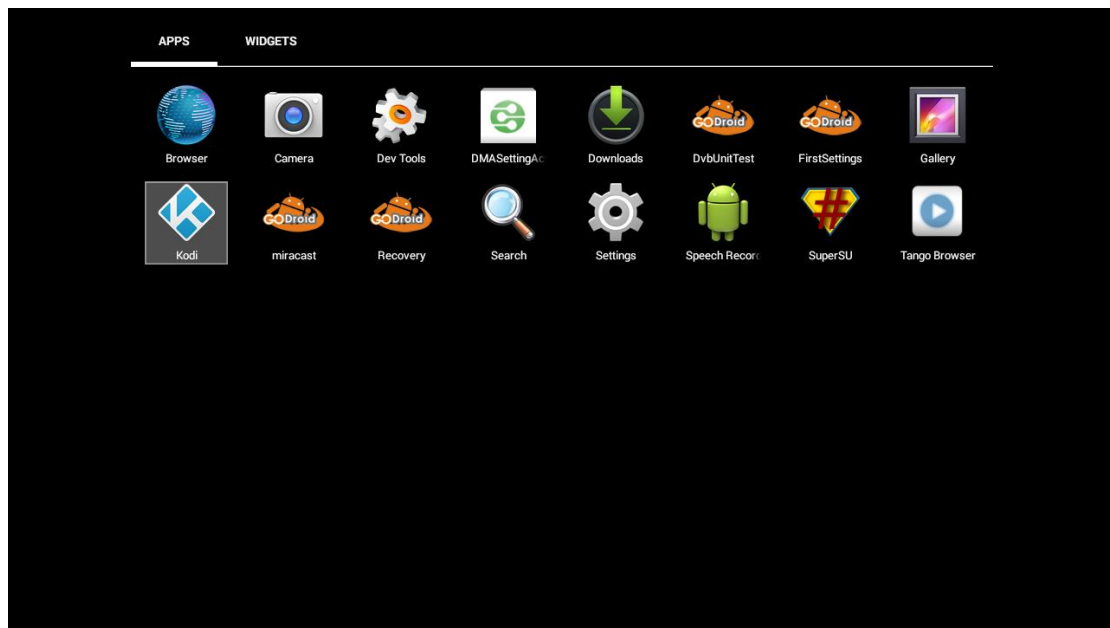 APPS WIDGETS
GODroid GODroid
Browser Camera Dev Tools DMASettingAc Downloads DvbUnitTest FirstSettings Gallery
GODroid GODroid
Kodi miracast Recovery Search Settings Speech Recorc SuperSU Tango Browser